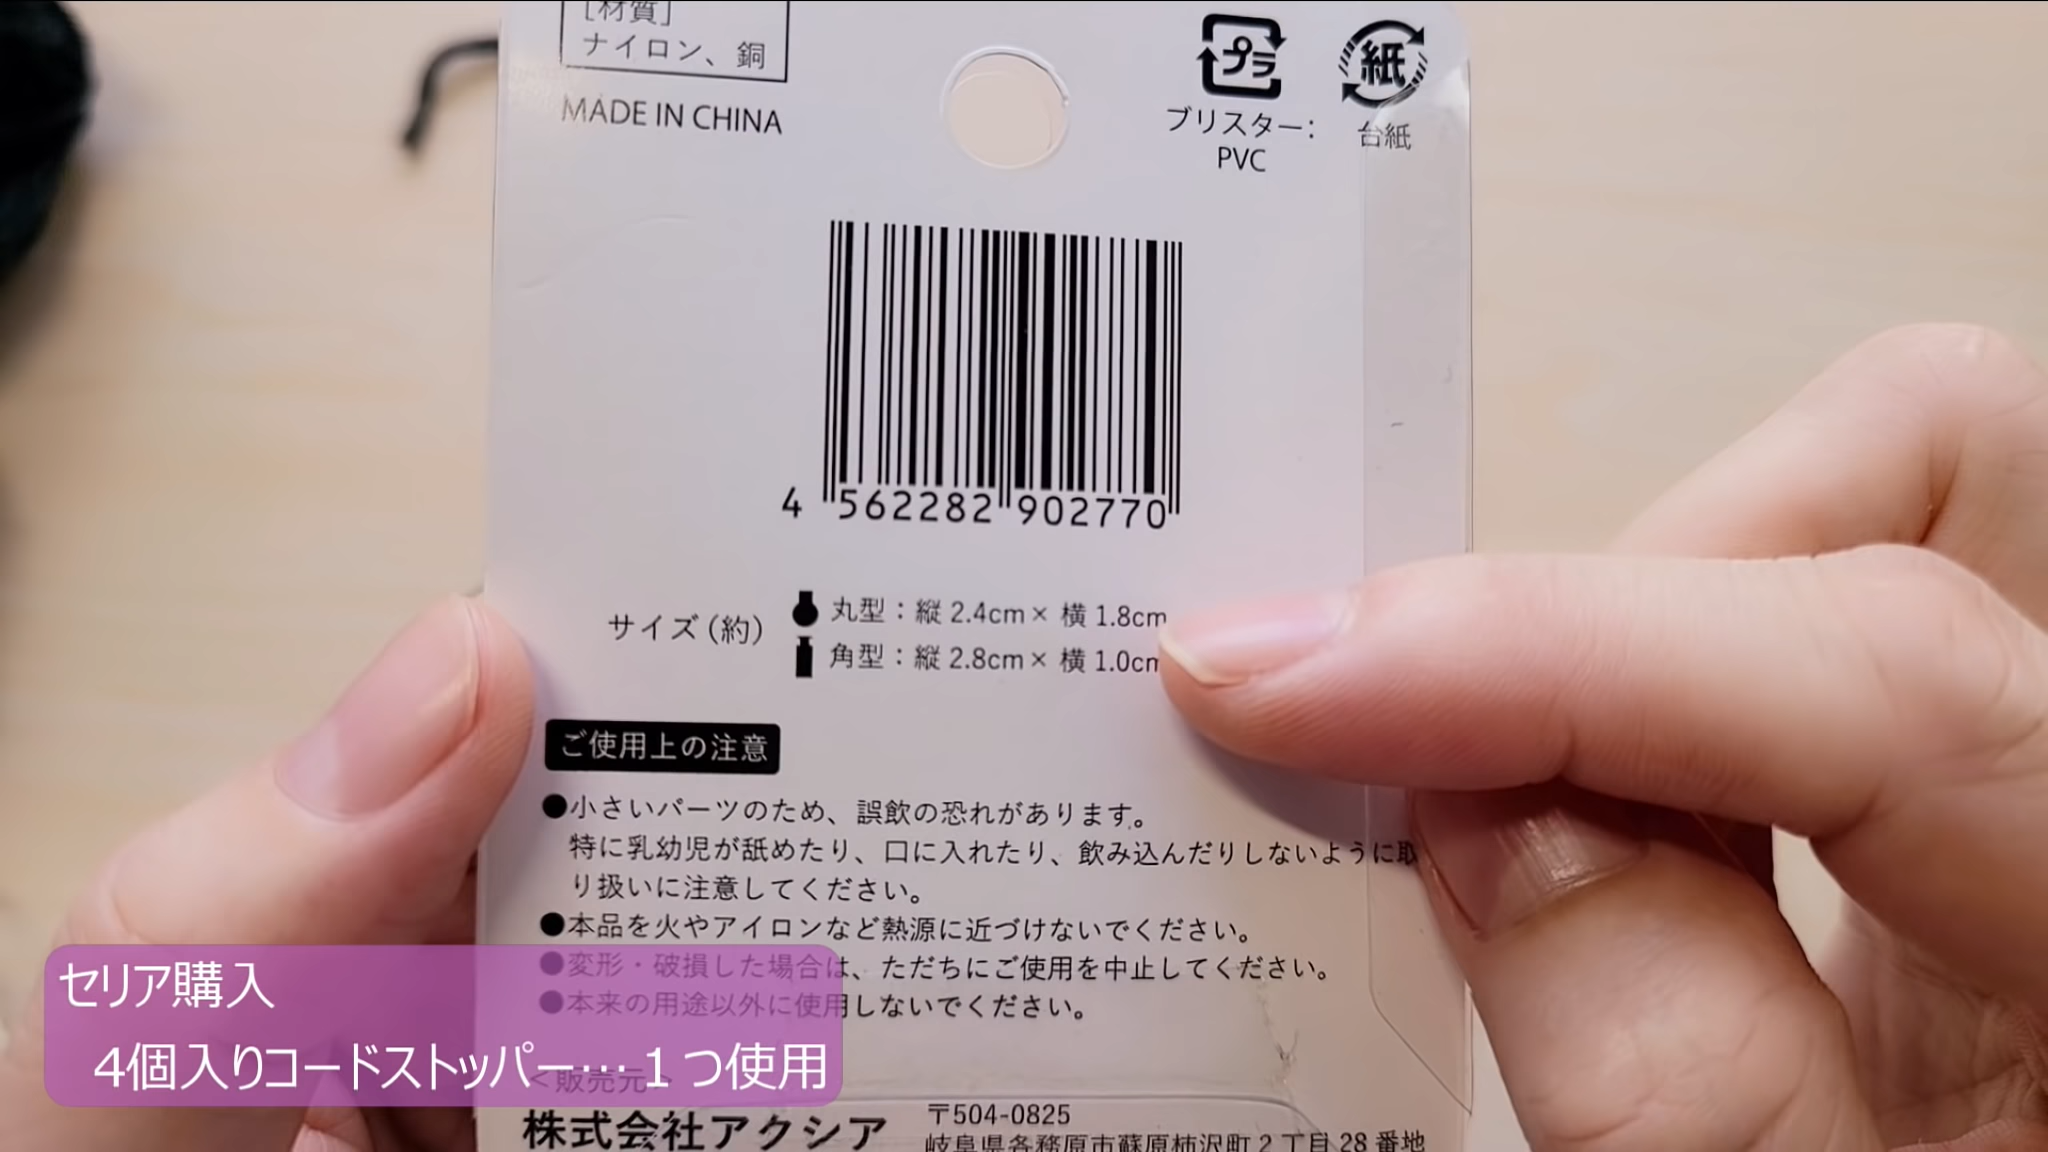 [材質]
ナイロン、銅
MADE IN CHINA
プラ
ブリスター:
PVC
紙
台紙
4 562282 902770
サイズ(約)
丸型:縦 2.4cm× 横 1.8cm
角型:縦 2.8cm× 横 1.0cm
ご使用上の注意
●小さいパーツのため、誤飲の恐れがあります。
特に乳幼児が舐めたり、口に入れたり、飲み込んだりしないように取
り扱いに注意してください。
●本品を火やアイロンなど熱源に近づけないでください。
●変形・破損した場合は、ただちにご使用を中止してください。
●本来の用途以外に使用しないでください。
<販売元>
株式会社アクシア
〒504-0825
岐阜県各務原市蘇原柿沢町2丁目28番地
セリア購入
4個入りコードストッパー…1つ使用